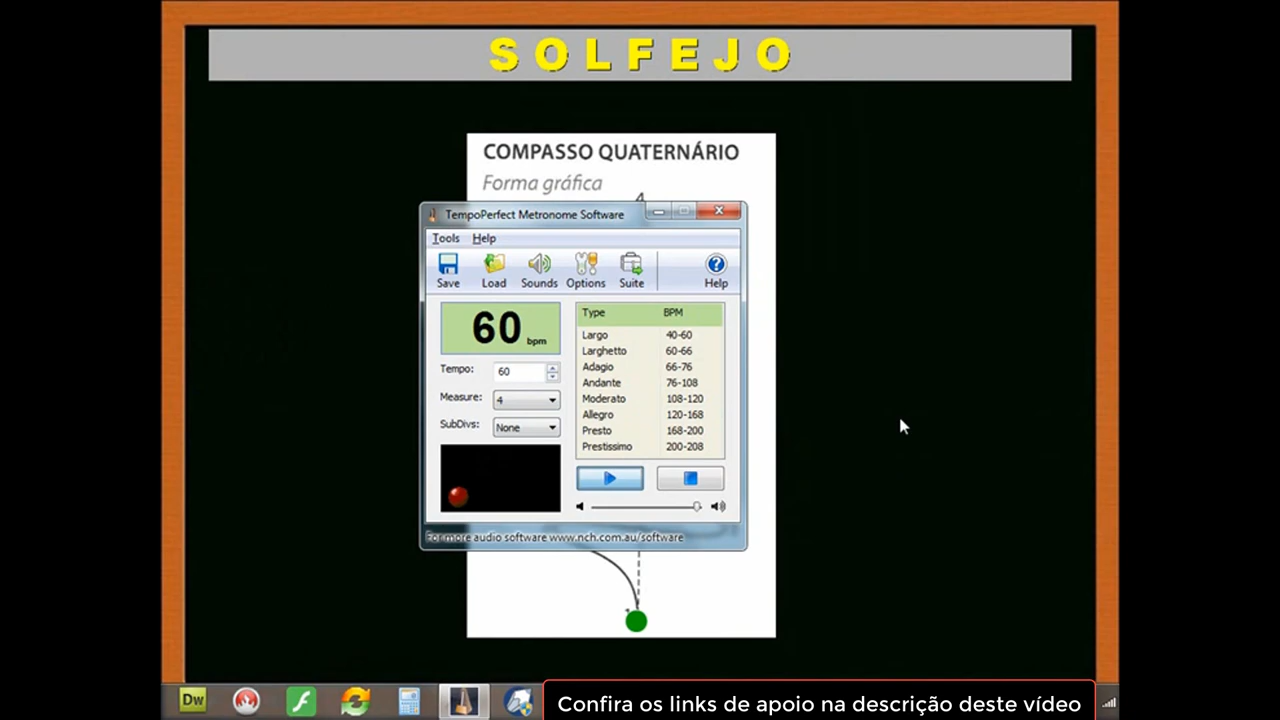 SOLFEJO
COMPASSO QUATERNÁRIO
Forma gráfica
4
TempoPerfect Metronome Software
Tools Help
Save Load Sounds Options Suite Help
60 bpm
Tempo: 60
Measure: 4
SubDivs: None
Type BPM
Largo 40-60
Larghetto 60-66
Adagio 66-76
Andante 76-108
Moderato 108-120
Allegro 120-168
Presto 168-200
Prestissimo 200-208
For more audio software www.nch.com.au/software
Dw
Confira os links de apoio na descrição deste vídeo